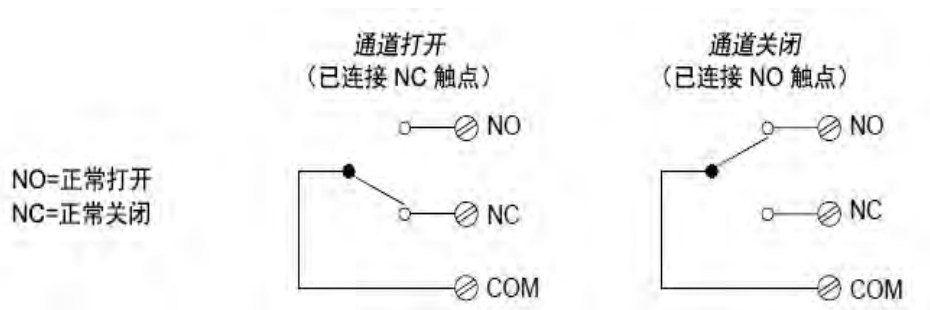 通道打开
（已连接 NC 触点）
NO
NC
COM
通道关闭
（已连接 NO 触点）
NO
NC
COM
NO=正常打开
NC=正常关闭